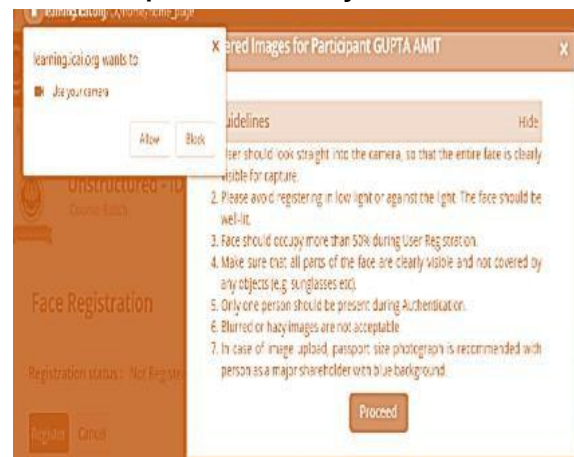 learning.icai.org wants to
x
Use your camera
Allow
Block
ered Images for Participant GUPTA AMIT
x
uidelines
Hide
User should look straight into the camera, so that the entire face is clearly
visible for capture.
2. Please avoid registering in low light or against the light. The face should be
well-lit.
3. Face should occupy more than 50% during User Registration.
4. Make sure that all parts of the face are clearly visible and not covered by
any objects (e.g. sunglasses etc).
5. Only one person should be present during Authentication.
6. Blurred or hazy images are not acceptable
7. In case of image upload, passport size photograph is recommended with
person as a major shareholder with blue background.
Proceed
Unstructured - ID
Course Batch
Face Registration
Registration status : Not Registe
Register
Cancel